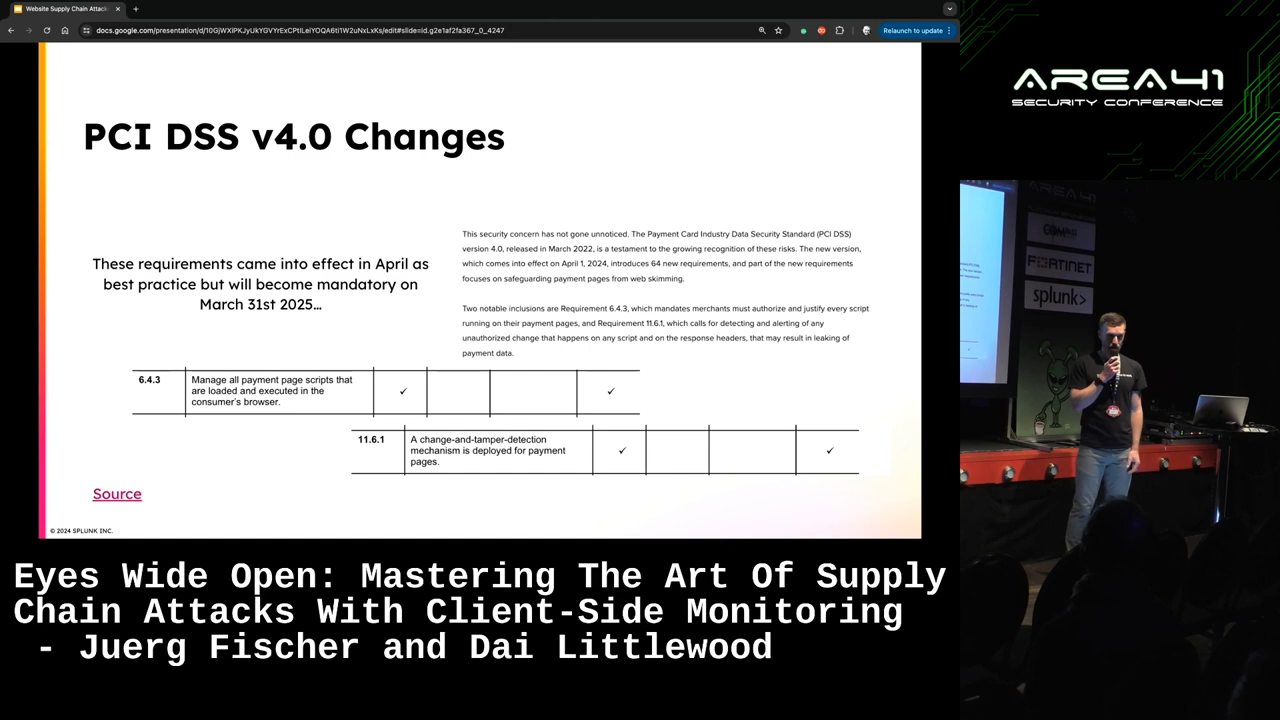 Website Supply Chain Attack
docs.google.com/presentation/d/10GjWXlPKJyUkYGVYrExCPtILeiYOQA6ti1W2uNxLxKs/edit#slide=id.g2e1af2fa367_0_4247
Relaunch to update
PCI DSS v4.0 Changes
These requirements came into effect in April as
best practice but will become mandatory on
March 31st 2025...
This security concern has not gone unnoticed. The Payment Card Industry Data Security Standard (PCI DSS)
version 4.0, released in March 2022, is a testament to the growing recognition of these risks. The new version,
which comes into effect on April 1, 2024, introduces 64 new requirements, and part of the new requirements
focuses on safeguarding payment pages from web skimming.
Two notable inclusions are Requirement 6.4.3, which mandates merchants must authorize and justify every script
running on their payment pages, and Requirement 11.6.1, which calls for detecting and alerting of any
unauthorized change that happens on any script and on the response headers, that may result in leaking of
payment data.
6.4.3 Manage all payment page scripts that
are loaded and executed in the
consumer's browser.
✓ ✓
11.6.1 A change-and-tamper-detection
mechanism is deployed for payment
pages.
✓ ✓
Source
© 2024 SPLUNK INC.
AREA41
SECURITY CONFERENCE
AREA41
FORTINET
splunk>
Eyes Wide Open: Mastering The Art Of Supply
Chain Attacks With Client-Side Monitoring
- Juerg Fischer and Dai Littlewood